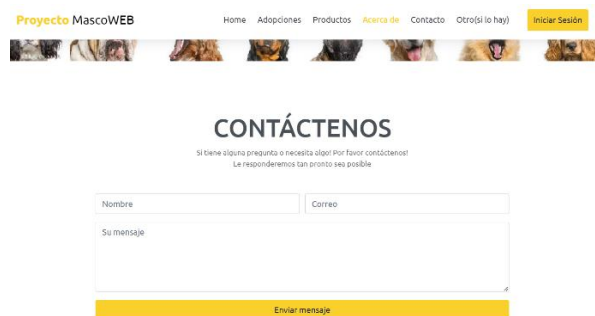 Proyecto MascoWEB
Home Adopciones Productos Acerca de Contacto Otro(si lo hay) Iniciar Sesión
CONTÁCTENOS
Si tiene alguna pregunta o necesita algo! Por favor contáctenos!
Le responderemos tan pronto sea posible
Nombre Correo
Su mensaje
Enviar mensaje